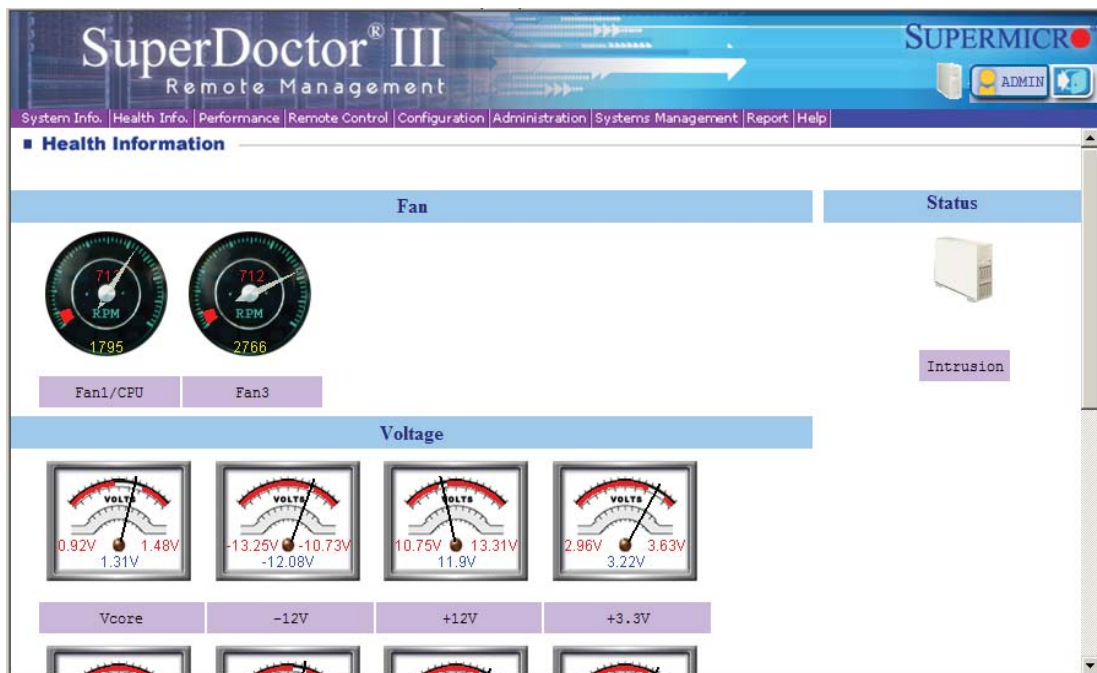 SuperDoctor® III
Remote Management
SUPERMICRO
ADMIN
System Info. Health Info. Performance Remote Control Configuration Administration Systems Management Report Help
Health Information
Fan
Status
712
RPM
1795
712
RPM
2766
Fan1/CPU
Fan3
Intrusion
Voltage
VOLTS
0.92V 1.48V
1.31V
VOLTS
-13.25V -10.73V
-12.08V
VOLTS
10.75V 13.31V
11.9V
VOLTS
2.96V 3.63V
3.22V
Vcore
-12V
+12V
+3.3V